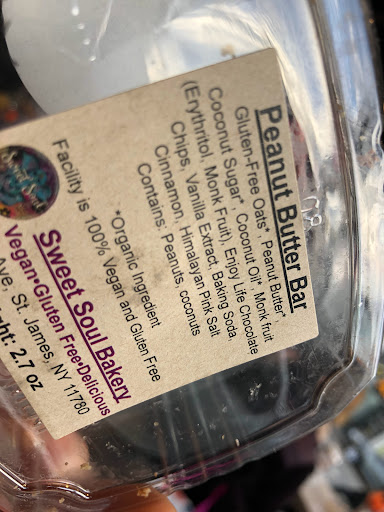 Peanut Butter Bar
Gluten-Free Oats*, Peanut Butter*
Coconut Sugar*, Coconut Oil*, Monk fruit
(Erythritol, Monk Fruit), Enjoy Life Chocolate
Chips, Vanilla Extract, Baking Soda,
Cinnamon, Himalayan Pink Salt
Contains: Peanuts, coconuts
*Organic Ingredient
Facility is 100% Vegan and Gluten Free
Sweet Soul Bakery
Vegan•Gluten Free•Delicious
Ave, St. James, NY 11780
2.7 oz